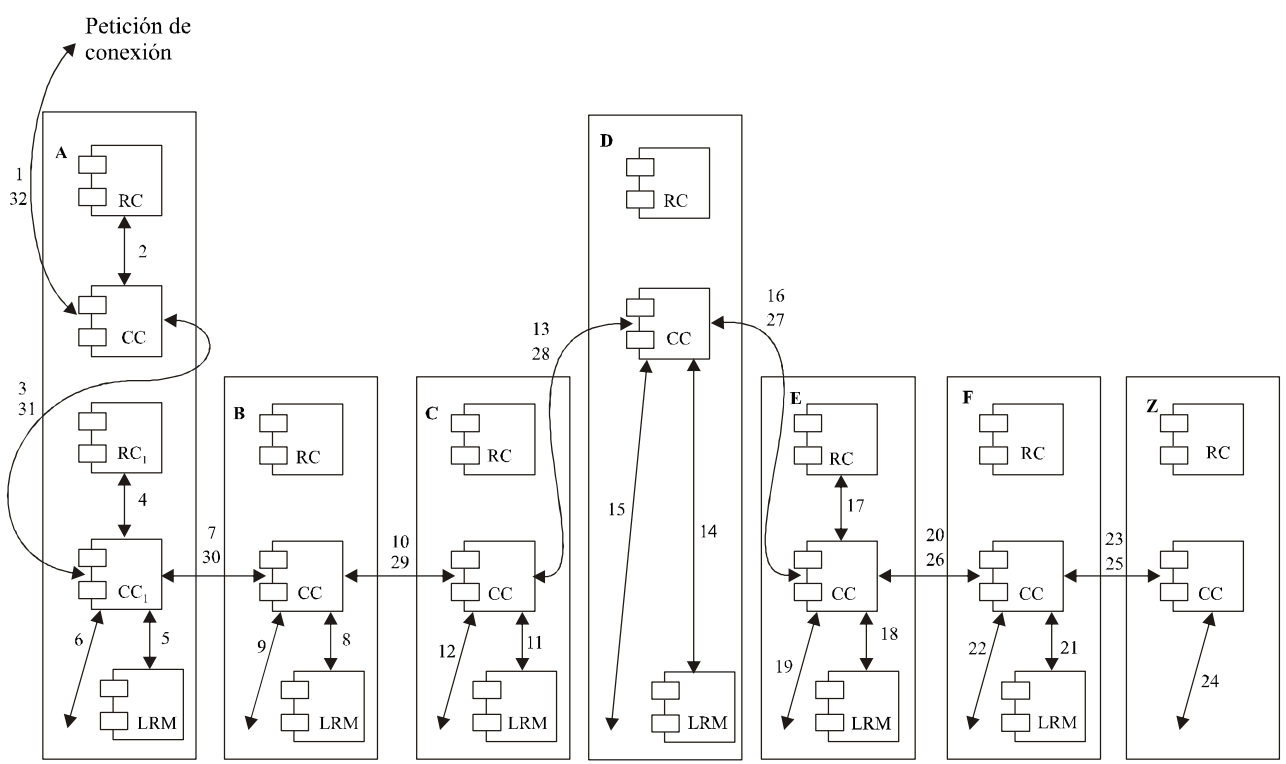 Petición de
conexión
A
RC
1
32
2
CC
3
31
RC₁
4
CC₁
6
5
LRM
7
30
B
RC
CC
9
8
LRM
10
29
C
RC
CC
12
11
LRM
13
28
D
RC
CC
15
14
LRM
16
27
E
RC
17
CC
19
18
LRM
20
26
F
RC
CC
22
21
LRM
23
25
Z
RC
CC
24